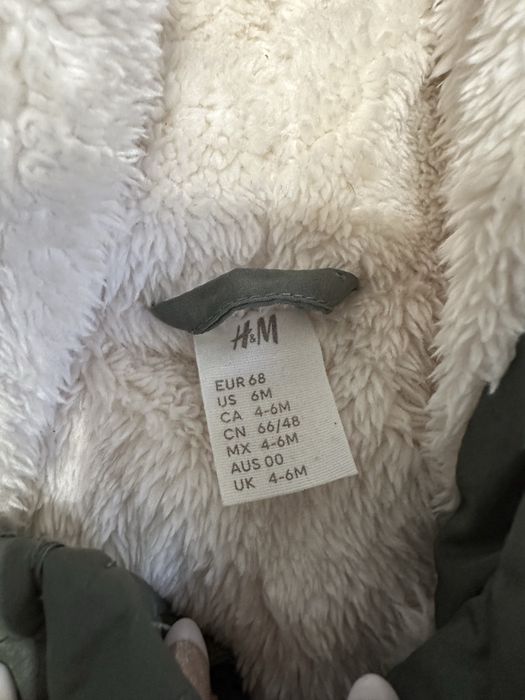 H&M
EUR 68
US 6M
CA 4-6M
CN 66/48
MX 4-6M
AUS 00
UK 4-6M